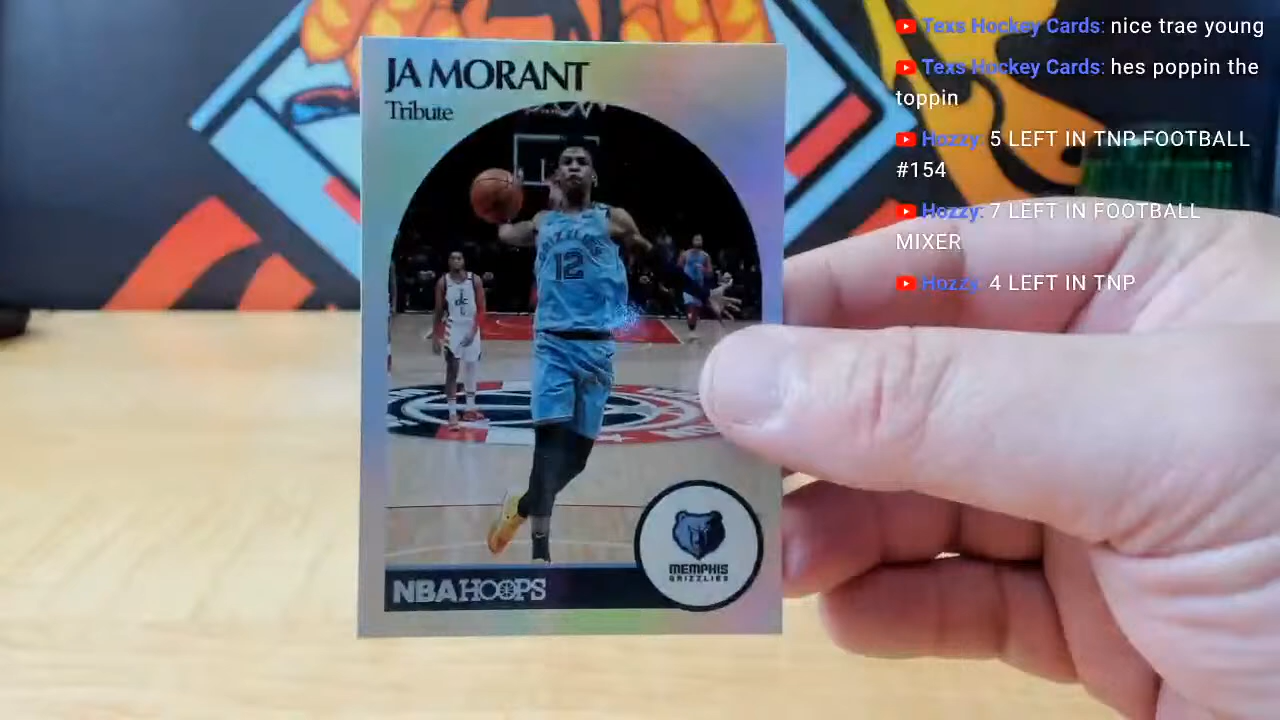 JA MORANT
Tribute
GRIZZLIES
12
dc
MEMPHIS
GRIZZLIES
NBA HOOPS
Texs Hockey Cards: nice trae young
Texs Hockey Cards: hes poppin the
toppin
Hozzy: 5 LEFT IN TNP FOOTBALL
#154
Hozzy: 7 LEFT IN FOOTBALL
MIXER
Hozzy: 4 LEFT IN TNP